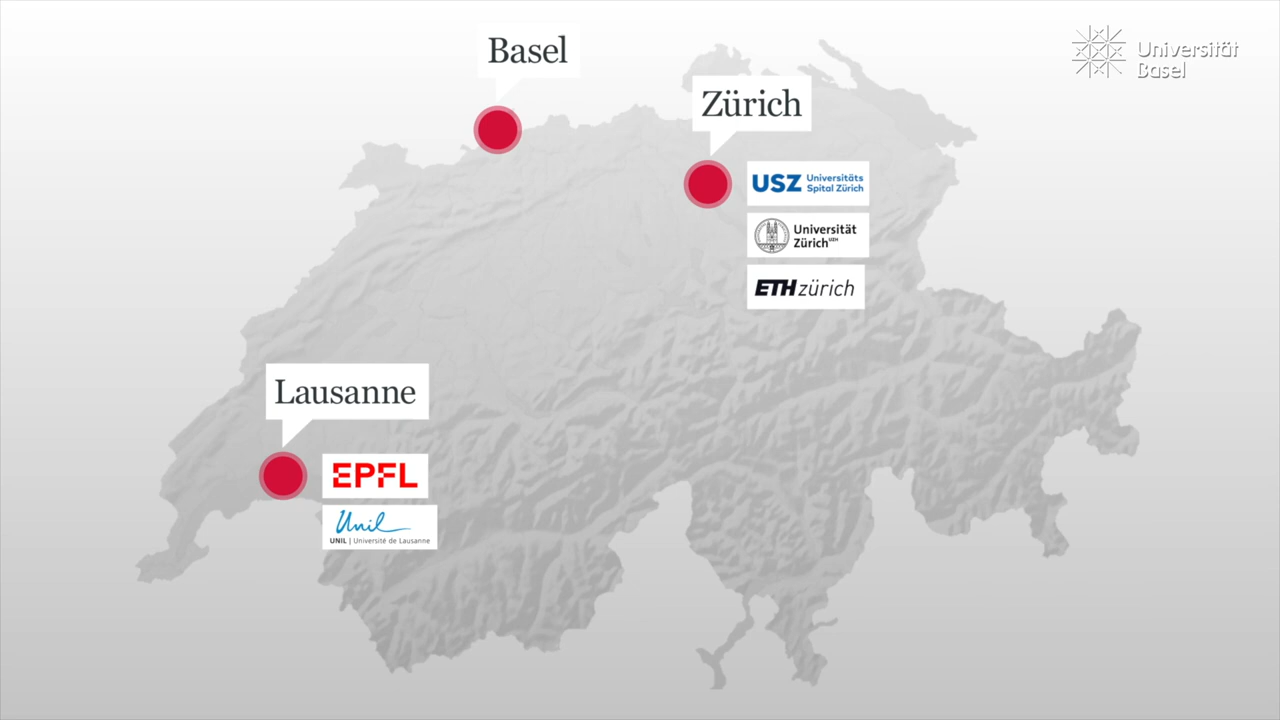 Basel
Universität
Basel
Zürich
USZ Universitäts
Spital Zürich
Universität
Zürich UZH
ETH zürich
Lausanne
EPFL
Unil
UNIL | Université de Lausanne